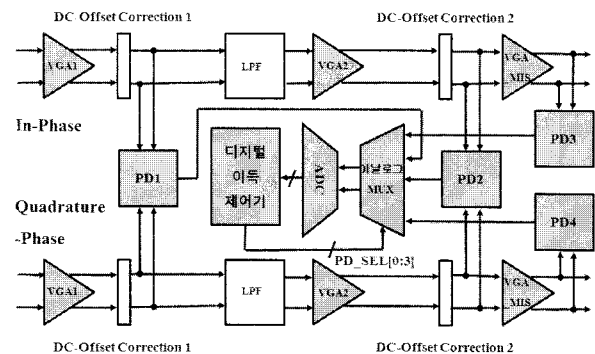 DC-Offset Correction 1
DC-Offset Correction 2
VGA1
LPF
VGA2
VGA
MIS
In-Phase
PD1
디지털
이득
제어기
ADC
아날로그
MUX
PD2
PD3
Quadrature
-Phase
PD4
PD_SEL[0:3]
VGA1
LPF
VGA2
VGA
MIS
DC-Offset Correction 1
DC-Offset Correction 2